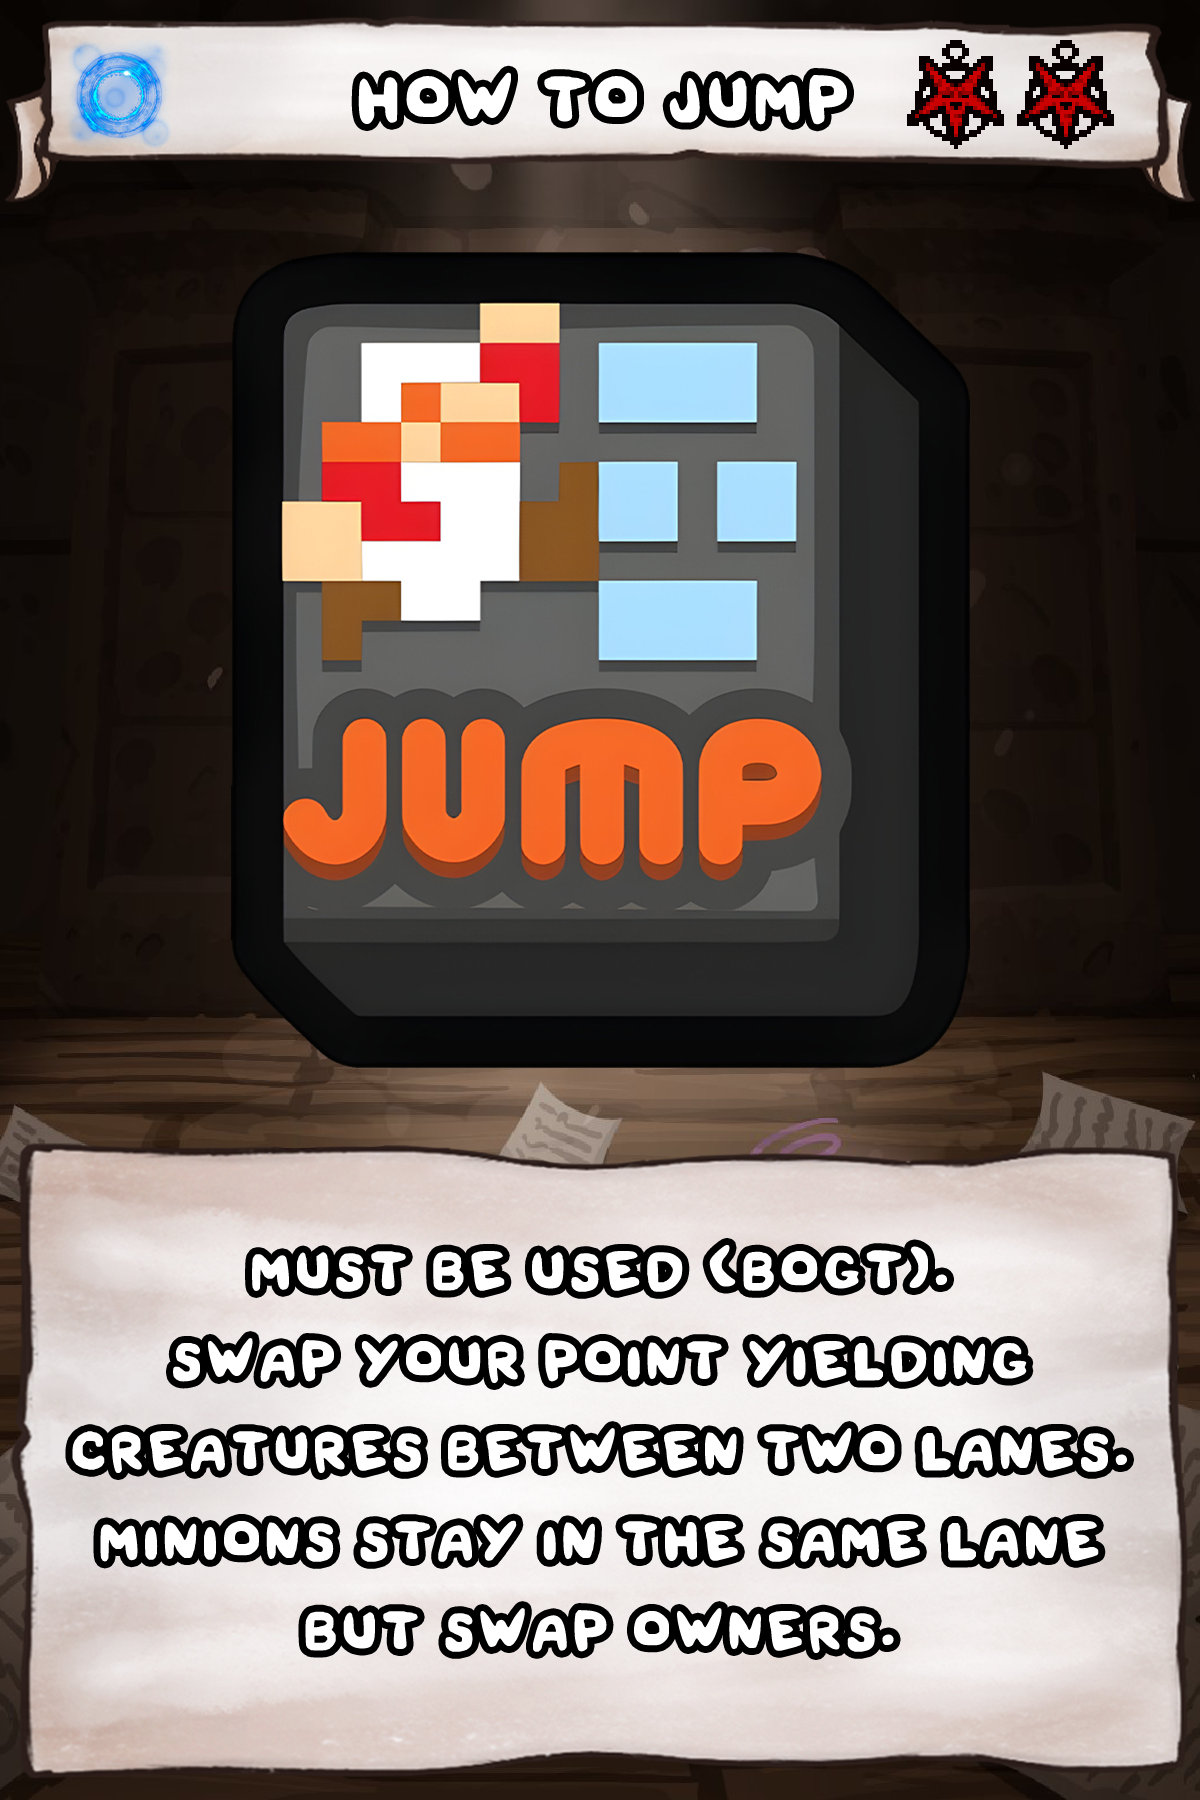 HOW TO JUMP
JUMP
MUST BE USED (BOGT).
SWAP YOUR POINT YIELDING
CREATURES BETWEEN TWO LANES.
MINIONS STAY IN THE SAME LANE
BUT SWAP OWNERS.